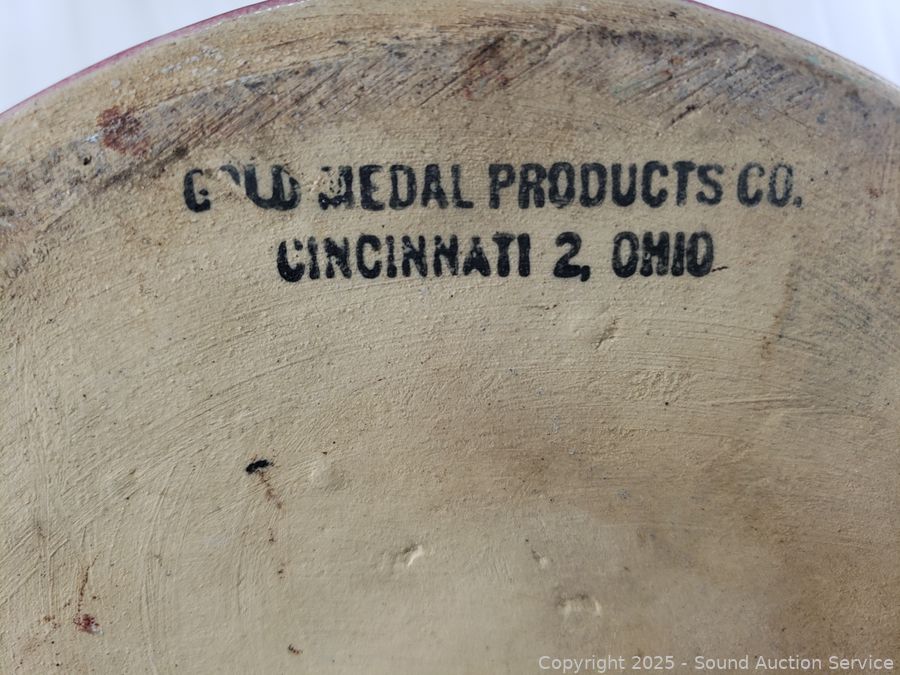 GOLD MEDAL PRODUCTS CO.
CINCINNATI 2, OHIO
Copyright © 2025 - Sound Auction Service